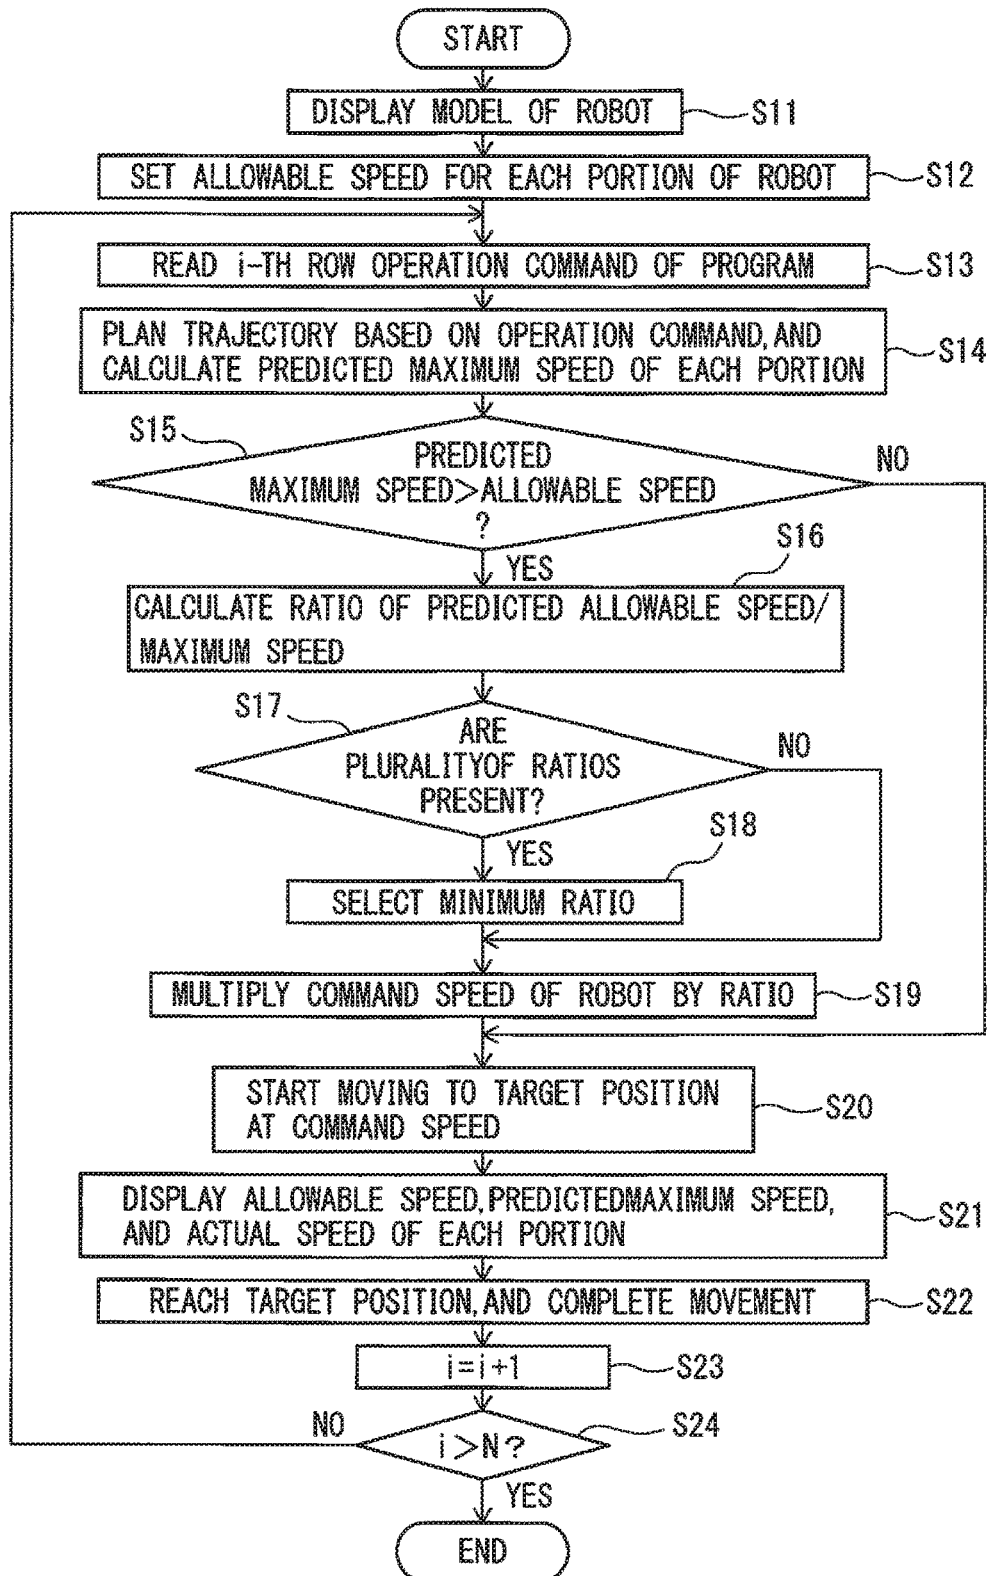 START
DISPLAY MODEL OF ROBOT
S11
SET ALLOWABLE SPEED FOR EACH PORTION OF ROBOT
S12
READ i-TH ROW OPERATION COMMAND OF PROGRAM
S13
PLAN TRAJECTORY BASED ON OPERATION COMMAND, AND
CALCULATE PREDICTED MAXIMUM SPEED OF EACH PORTION
S14
S15
PREDICTED
MAXIMUM SPEED>ALLOWABLE SPEED
?
NO
YES
S16
CALCULATE RATIO OF PREDICTED ALLOWABLE SPEED/
MAXIMUM SPEED
S17
ARE
PLURALITYOF RATIOS
PRESENT?
NO
YES
S18
SELECT MINIMUM RATIO
MULTIPLY COMMAND SPEED OF ROBOT BY RATIO
S19
START MOVING TO TARGET POSITION
AT COMMAND SPEED
S20
DISPLAY ALLOWABLE SPEED, PREDICTEDMAXIMUM SPEED,
AND ACTUAL SPEED OF EACH PORTION
S21
REACH TARGET POSITION, AND COMPLETE MOVEMENT
S22
i=i+1
S23
NO
i>N?
S24
YES
END